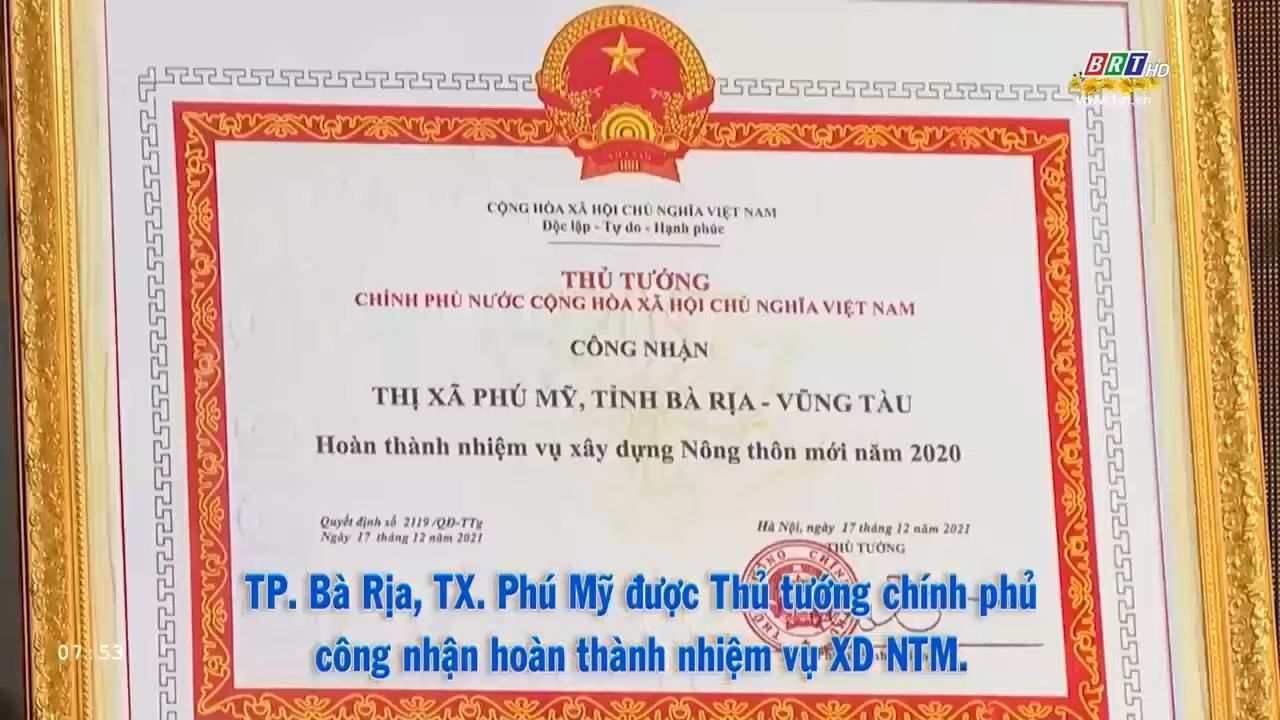 BRT HD
CỘNG HÒA XÃ HỘI CHỦ NGHĨA VIỆT NAM
Độc lập - Tự do - Hạnh phúc
THỦ TƯỚNG
CHÍNH PHỦ NƯỚC CỘNG HÒA XÃ HỘI CHỦ NGHĨA VIỆT NAM
CÔNG NHẬN
THỊ XÃ PHÚ MỸ, TỈNH BÀ RỊA - VŨNG TÀU
Hoàn thành nhiệm vụ xây dựng Nông thôn mới năm 2020
Quyết định số 2119/QĐ-TTg
Ngày 17 tháng 12 năm 2021
Hà Nội, ngày 17 tháng 12 năm 2021
THỦ TƯỚNG
TP. Bà Rịa, TX. Phú Mỹ được Thủ tướng chính phủ
công nhận hoàn thành nhiệm vụ XD NTM.
07:53